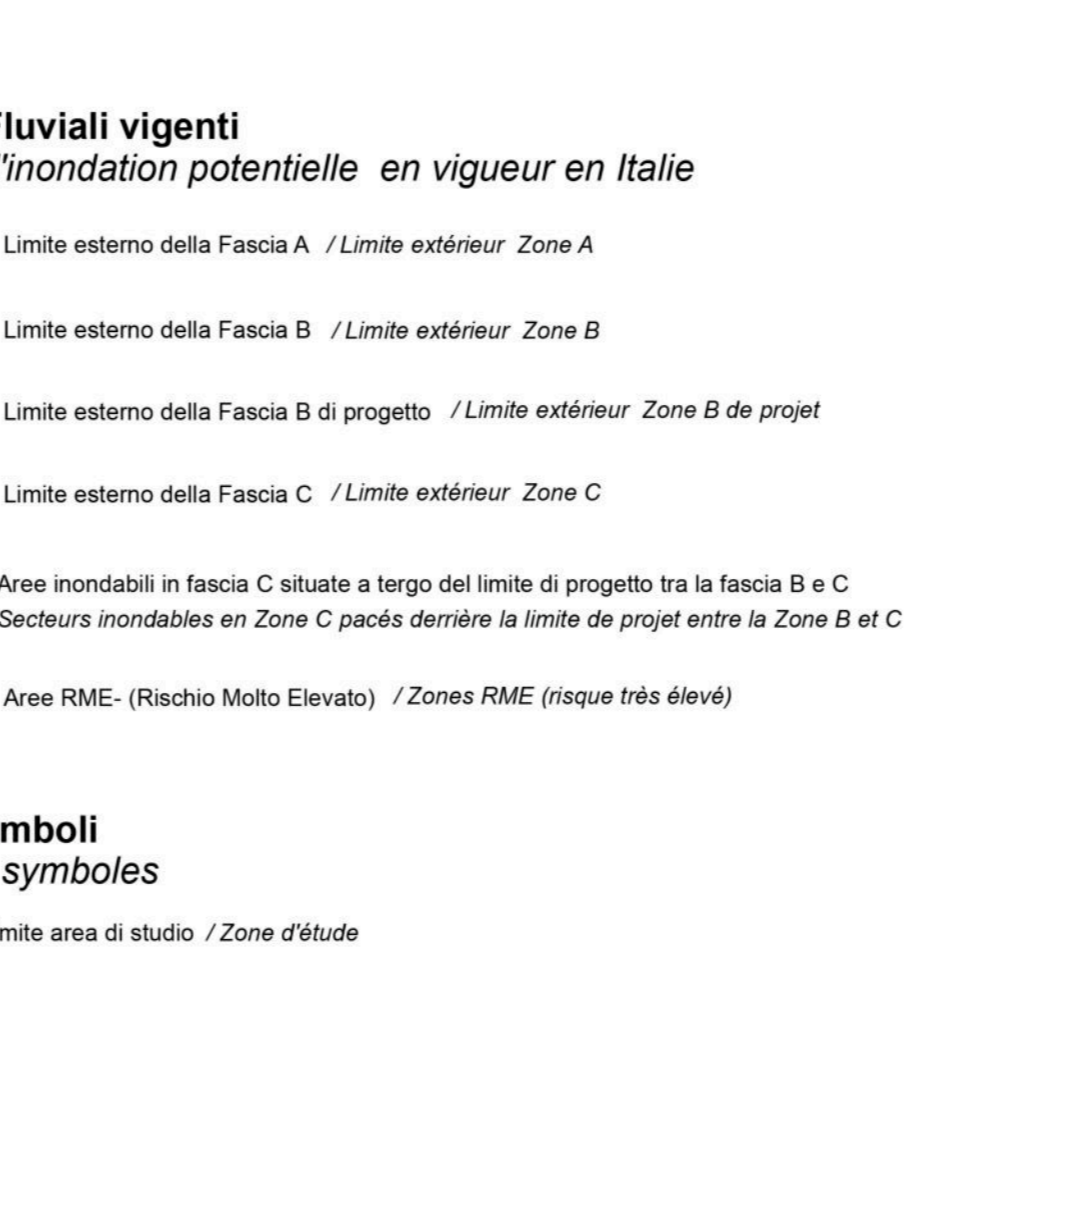 Fluviali vigenti
d'inondation potentielle en vigueur en Italie
Limite esterno della Fascia A / Limite extérieur Zone A
Limite esterno della Fascia B / Limite extérieur Zone B
Limite esterno della Fascia B di progetto / Limite extérieur Zone B de projet
Limite esterno della Fascia C / Limite extérieur Zone C
Aree inondabili in fascia C situate a tergo del limite di progetto tra la fascia B e C
Secteurs inondables en Zone C pacés derrière la limite de projet entre la Zone B et C
Aree RME- (Rischio Molto Elevato) / Zones RME (risque très élevé)
mboli
symboles
mite area di studio / Zone d'étude